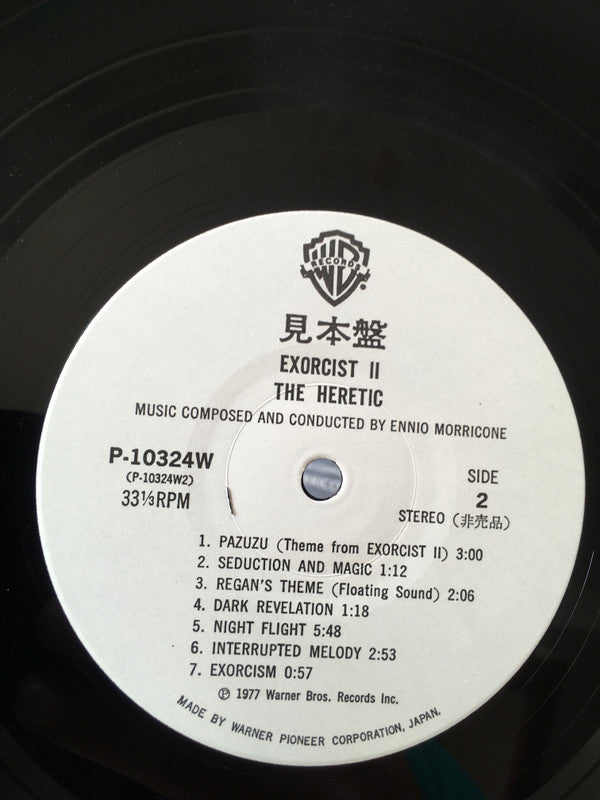 WB
RECORDS
®
見本盤
EXORCIST II
THE HERETIC
MUSIC COMPOSED AND CONDUCTED BY ENNIO MORRICONE
P-10324W
(P-10324W2)
33⅓RPM
SIDE
2
STEREO (非売品)
1. PAZUZU (Theme from EXORCIST II) 3:00
2. SEDUCTION AND MAGIC 1:12
3. REGAN'S THEME (Floating Sound) 2:06
4. DARK REVELATION 1:18
5. NIGHT FLIGHT 5:48
6. INTERRUPTED MELODY 2:53
7. EXORCISM 0:57
℗ 1977 Warner Bros. Records Inc.
MADE BY WARNER PIONEER CORPORATION, JAPAN.